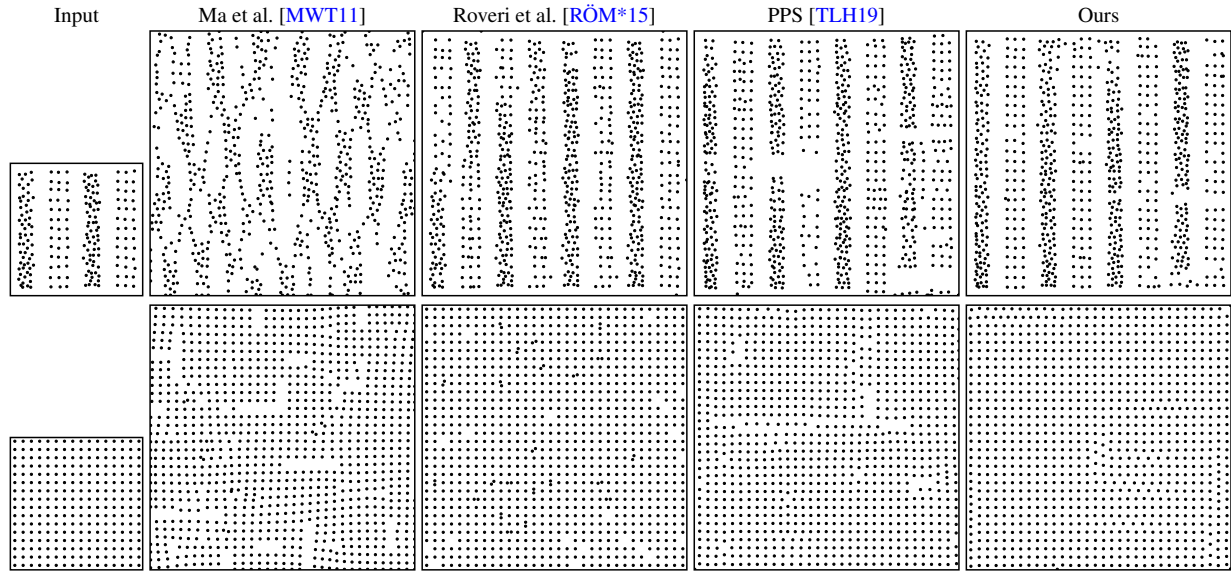 Input Ma et al. [MWT11] Roveri et al. [RÖM*15] PPS [TLH19] Ours